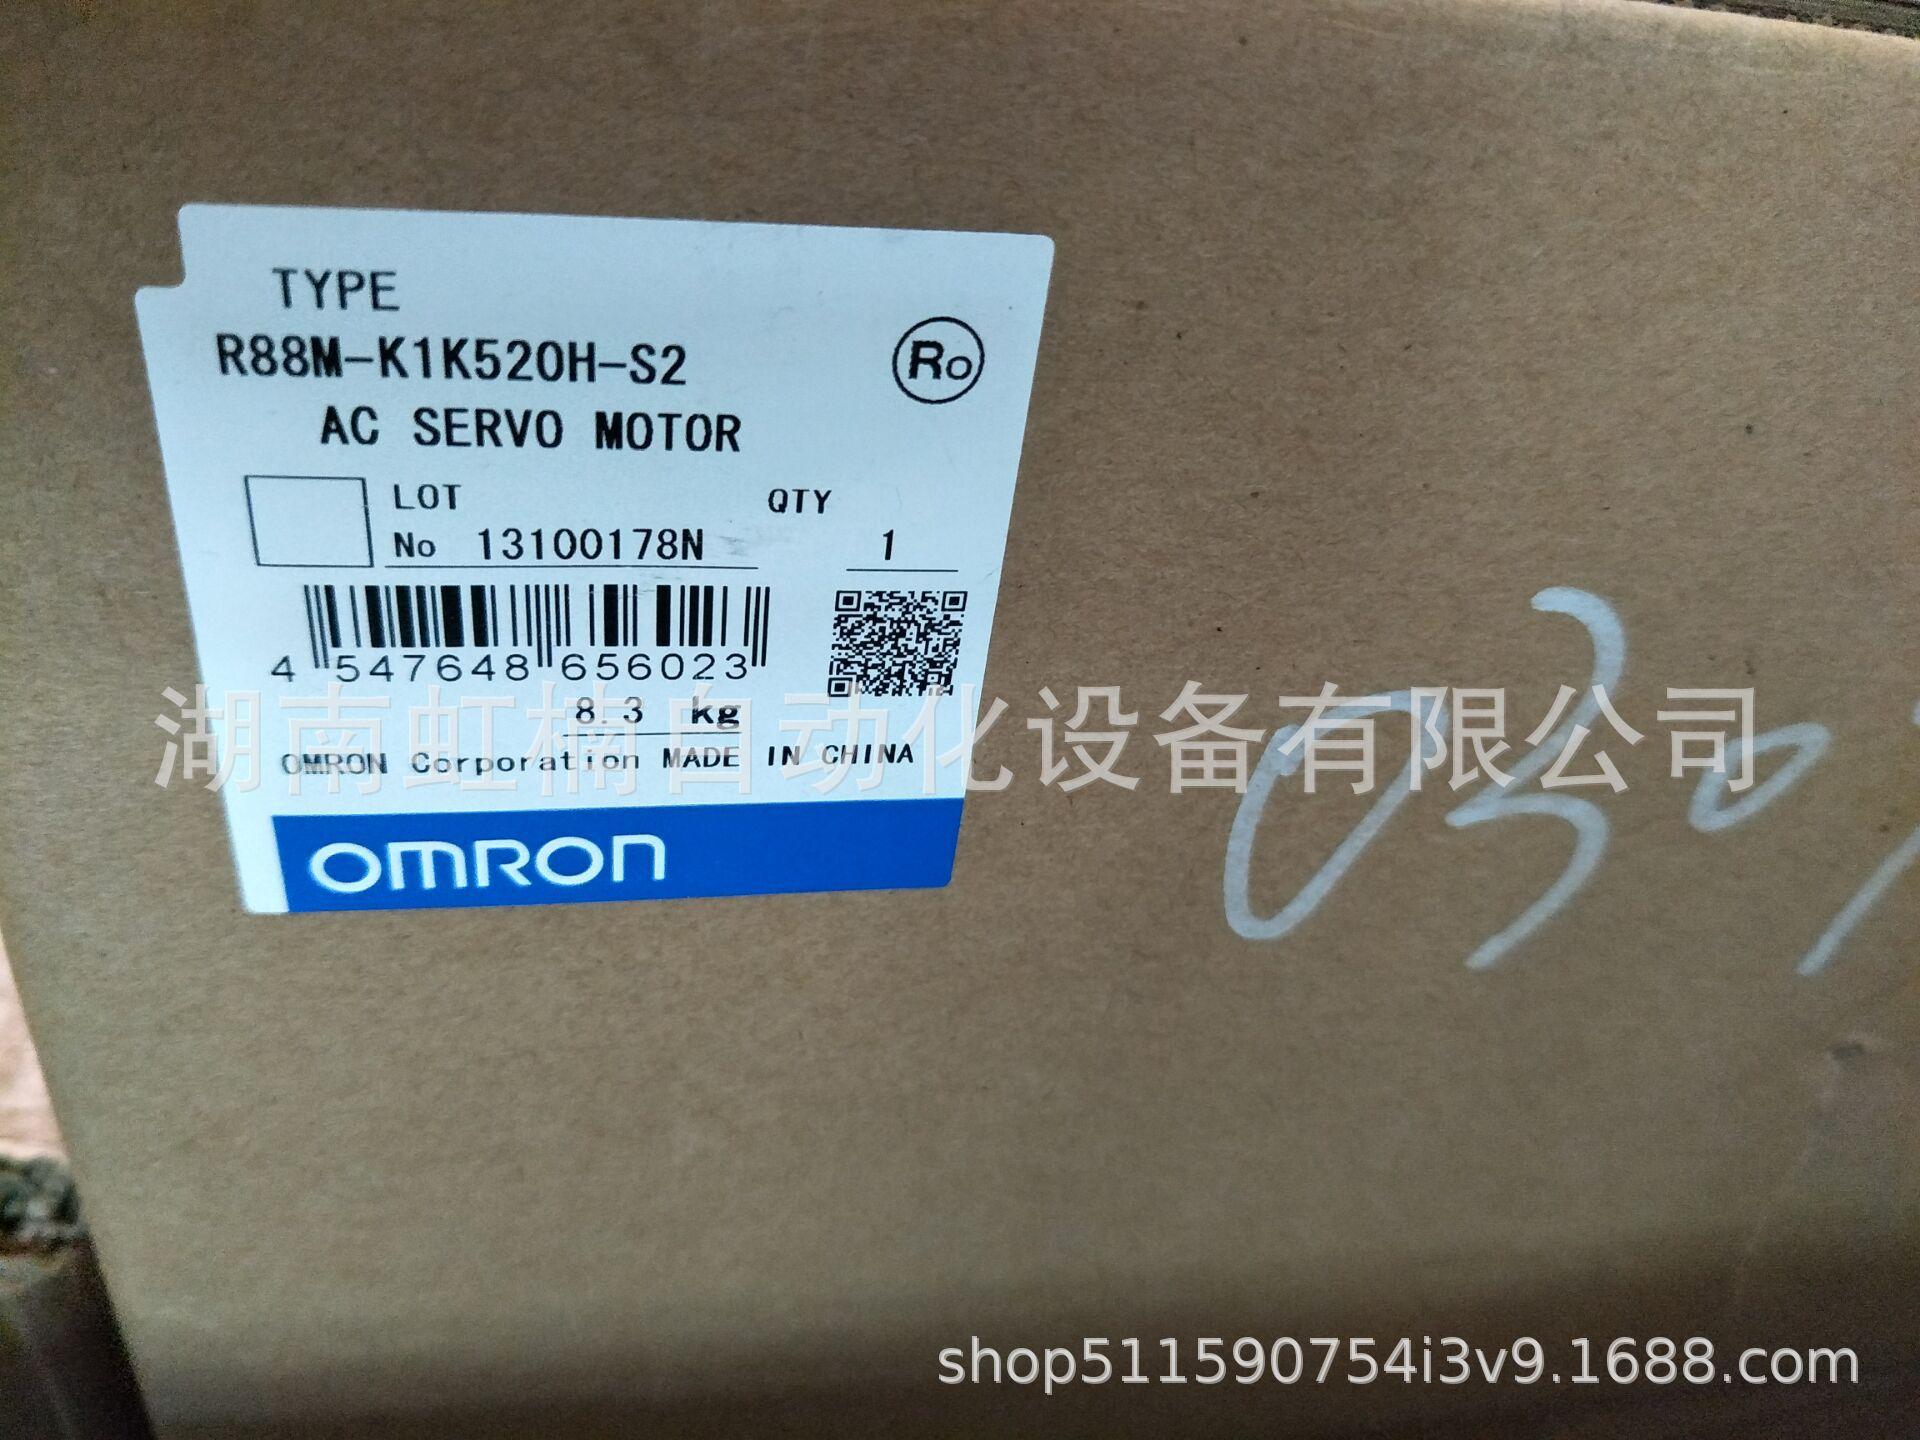 TYPE
R88M-K1K520H-S2
Ro
AC SERVO MOTOR
LOT
No 13100178N
QTY
1
4 547648 656023
8.3 kg
OMRON Corporation MADE IN CHINA
OMRON
湖南虹楠自动化设备有限公司
shop511590754i3v9.1688.com